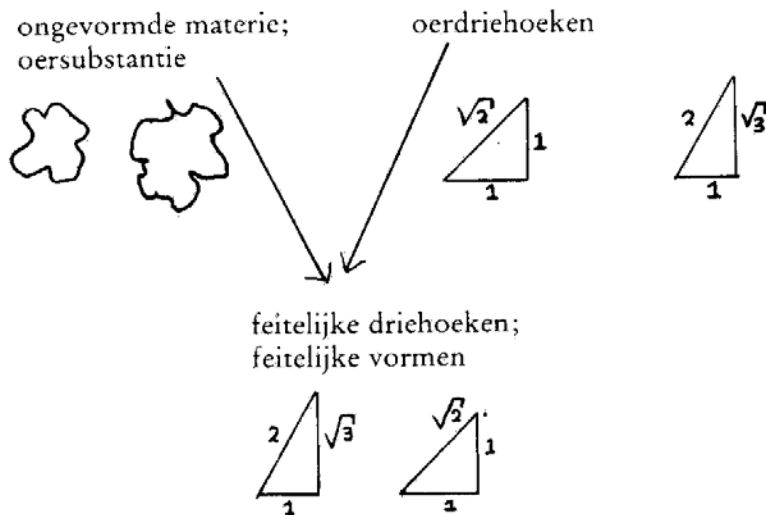 ongevormde materie;
oersubstantie
oerdriehoeken
√2
1
1
2
√3
1
feitelijke driehoeken;
feitelijke vormen
2
√3
1
√2
1
1